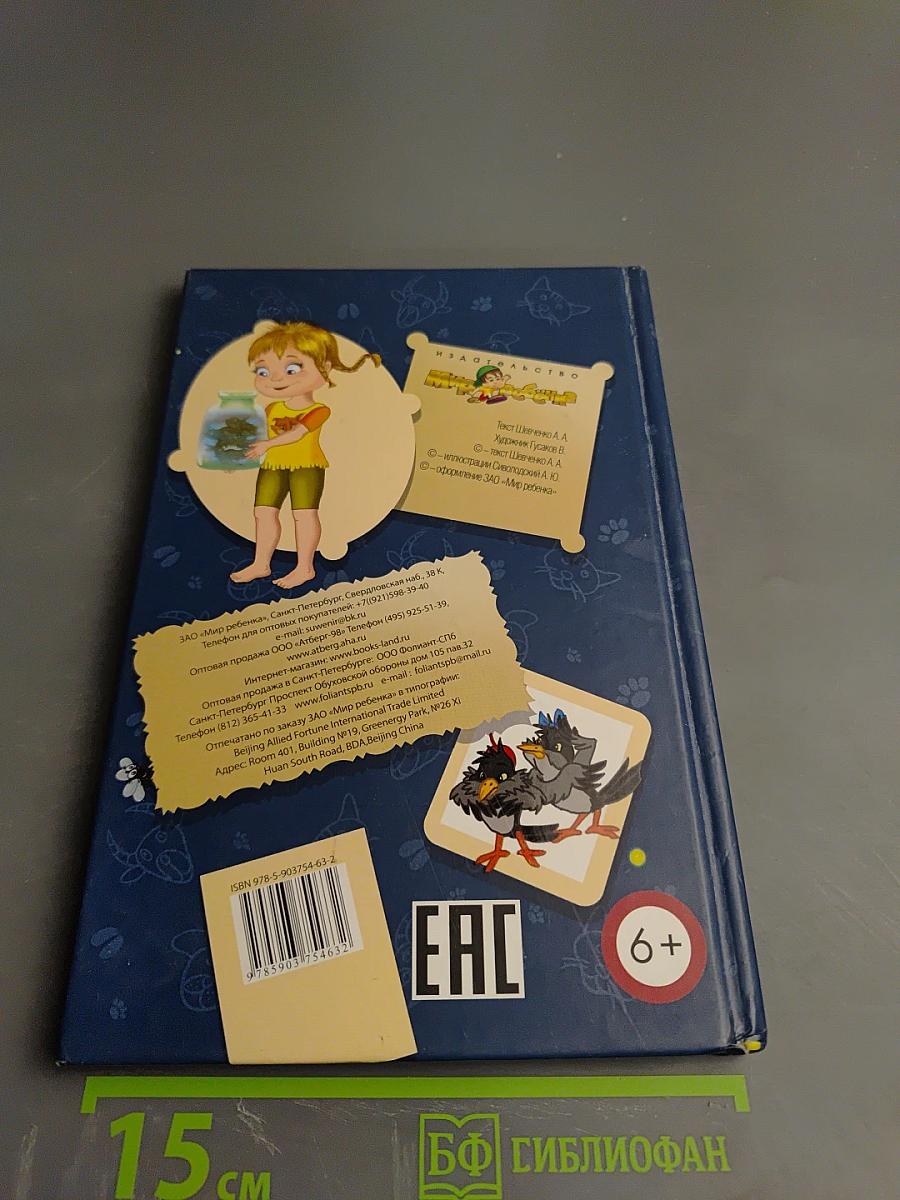 издательство
Мир ребенка
Текст Шевченко А. А.
Художник Гусаков В.
© – текст Шевченко А. А.
© – иллюстрации Сиволодский А. Ю.
© – оформление ЗАО «Мир ребенка»
ЗАО «Мир ребенка», Санкт-Петербург, Свердловская наб., 38 К,
Телефон для оптовых покупателей: +7((921)598-39-40
e-mail: suwenir@bk.ru
Оптовая продажа ООО «Атберг-98» Телефон (495) 925-51-39,
www.atberg.aha.ru
Интернет-магазин: www.books-land.ru
Оптовая продажа в Санкт-Петербурге: ООО Фолиант-СПб
Санкт-Петербург Проспект Обуховской обороны дом 105 пав.32
Телефон (812) 365-41-33 www.foliantspb.ru e-mail : foliantspb@mail.ru
Отпечатано по заказу ЗАО «Мир ребенка» в типографии:
Beijing Allied Fortune International Trade Limited
Адрес: Room 401, Building №19, Greenergy Park, №26 Xi
Huan South Road, BDA,Beijing China
ISBN 978-5-903754-63-2
9 785903 754632
EAC
6+
15 см
БФ БИБЛИОФАН